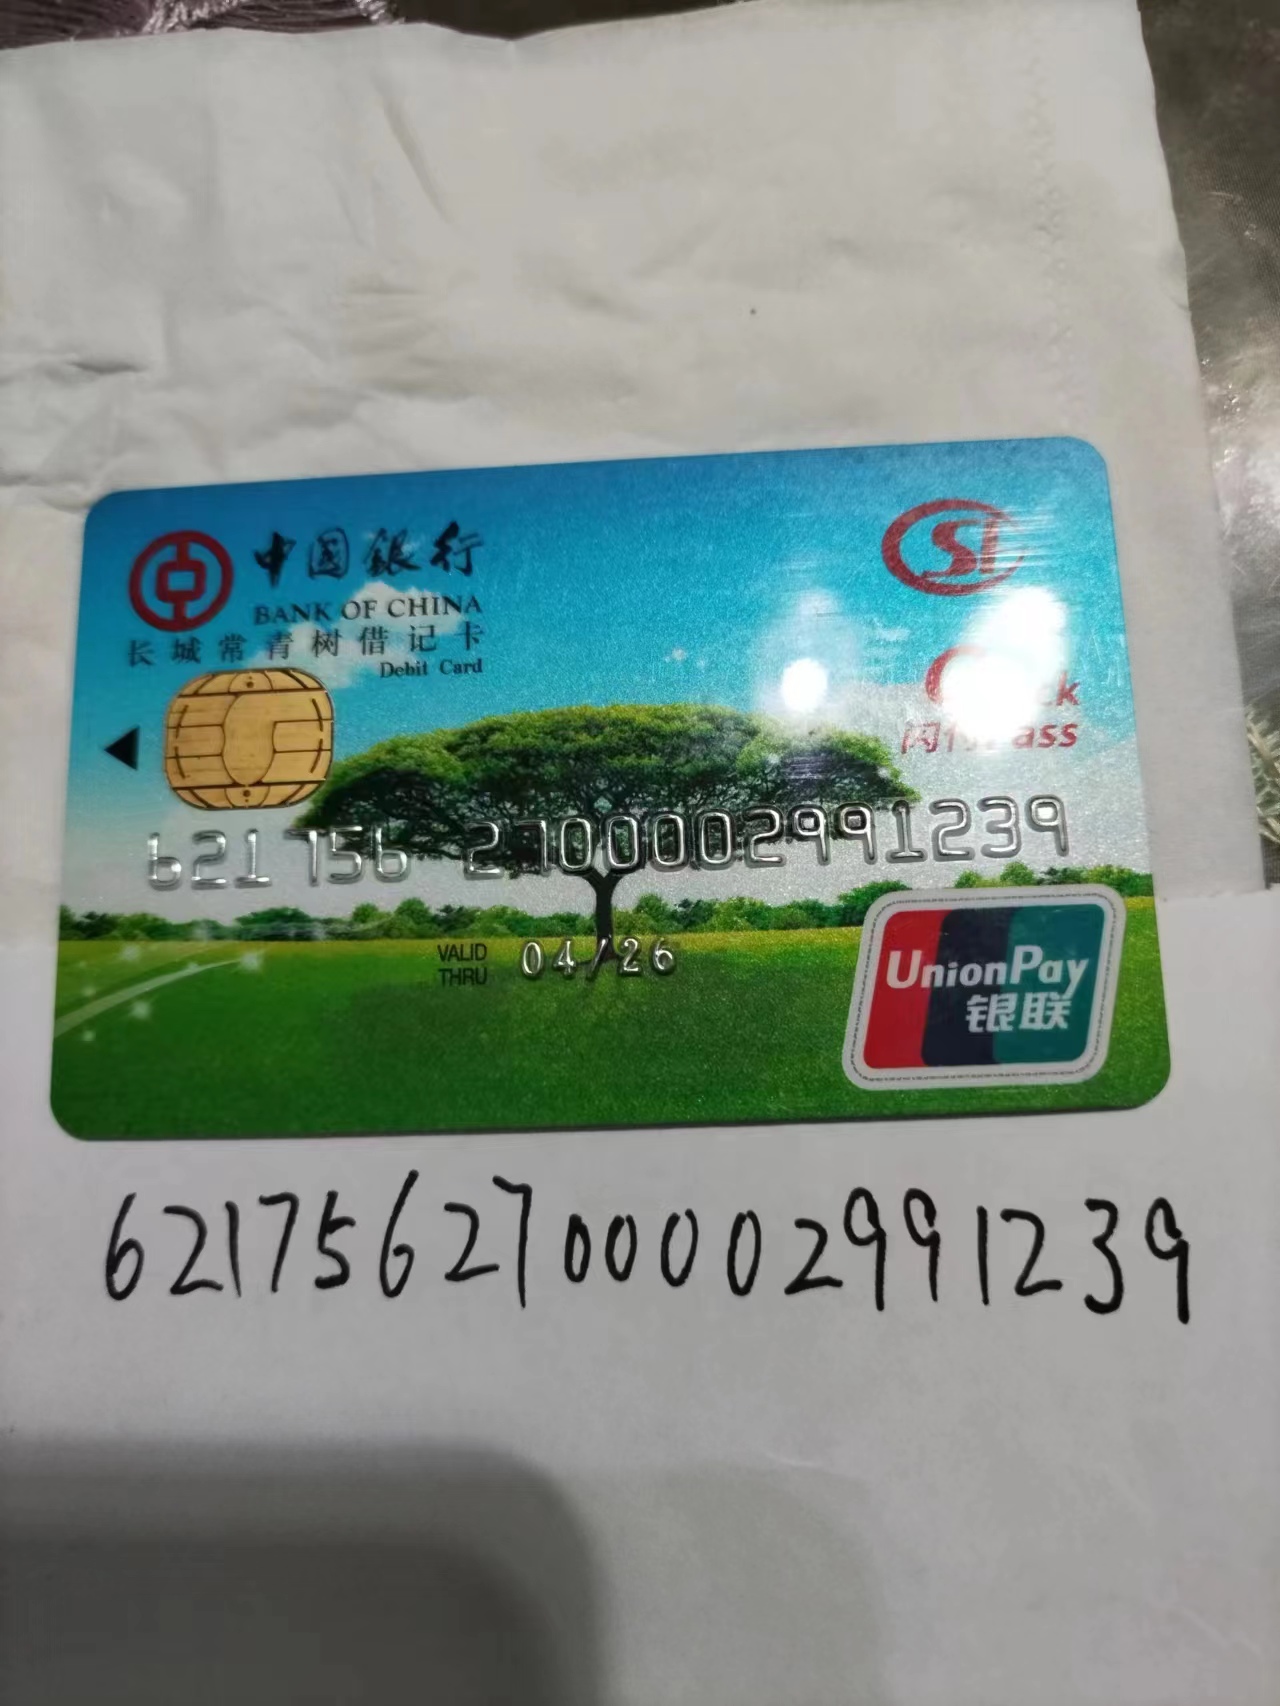 中国銀行
BANK OF CHINA
长城常青树借记卡
Debit Card
621756 2700002991239
VALID THRU 04/26
UnionPay
银联
6217562700002991239